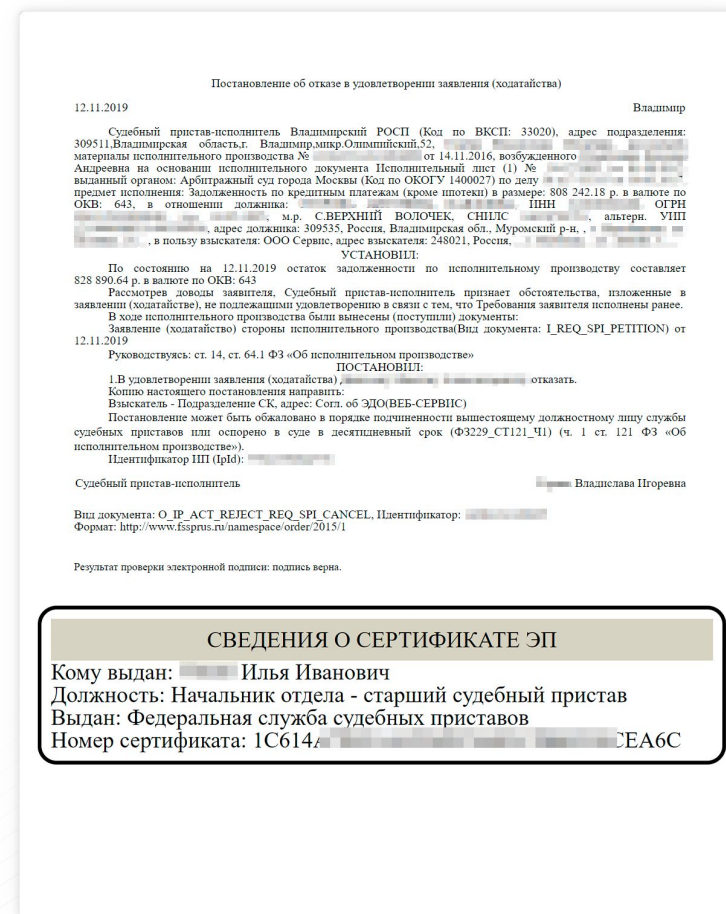 Постановление об отказе в удовлетворении заявления (ходатайства)
12.11.2019 Владимир
Судебный пристав-исполнитель Владимирский РОСП (Код по ВКСП: 33020), адрес подразделения:
309511,Владимирская область,г. Владимир,мкр.Олимпийский,52,
материалы исполнительного производства № от 14.11.2016, возбужденного
Андреевна на основании исполнительного документа Исполнительный лист (1) №
выданный органом: Арбитражный суд города Москвы (Код по ОКОГУ 1400027) по делу
предмет исполнения: Задолженность по кредитным платежам (кроме ипотеки) в размере: 808 242.18 р. в валюте по
ОКВ: 643, в отношении должника: ИНН ОГРН
, м.р. С.ВЕРХНИЙ ВОЛОЧЕК, СНИЛС , альтерн. УИП
, адрес должника: 309535, Россия, Владимирская обл., Муромский р-н, ,
, в пользу взыскателя: ООО Сервис, адрес взыскателя: 248021, Россия,
УСТАНОВИЛ:
По состоянию на 12.11.2019 остаток задолженности по исполнительному производству составляет
828 890.64 р. в валюте по ОКВ: 643
Рассмотрев доводы заявителя, Судебный пристав-исполнитель признает обстоятельства, изложенные в
заявлении (ходатайстве), не подлежащими удовлетворению в связи с тем, что Требования заявителя исполнены ранее.
В ходе исполнительного производства были вынесены (поступили) документы:
Заявление (ходатайство) стороны исполнительного производства(Вид документа: I_REQ_SPI_PETITION) от
12.11.2019
Руководствуясь: ст. 14, ст. 64.1 ФЗ «Об исполнительном производстве»
ПОСТАНОВИЛ:
1.В удовлетворении заявления (ходатайства) отказать.
Копию настоящего постановления направить:
Взыскатель - Подразделение СК, адрес: Согл. об ЭДО(ВЕБ-СЕРВИС)
Постановление может быть обжаловано в порядке подчиненности вышестоящему должностному лицу службы
судебных приставов или оспорено в суде в десятидневный срок (ФЗ229_СТ121_Ч1) (ч. 1 ст. 121 ФЗ «Об
исполнительном производстве»).
Идентификатор ИП (IpId):
Судебный пристав-исполнитель Владислава Игоревна
Вид документа: O_IP_ACT_REJECT_REQ_SPI_CANCEL, Идентификатор:
Формат: http://www.fssprus.ru/namespace/order/2015/1
Результат проверки электронной подписи: подпись верна.
СВЕДЕНИЯ О СЕРТИФИКАТЕ ЭП
Кому выдан: Илья Иванович
Должность: Начальник отдела - старший судебный пристав
Выдан: Федеральная служба судебных приставов
Номер сертификата: 1C614 CEA6C